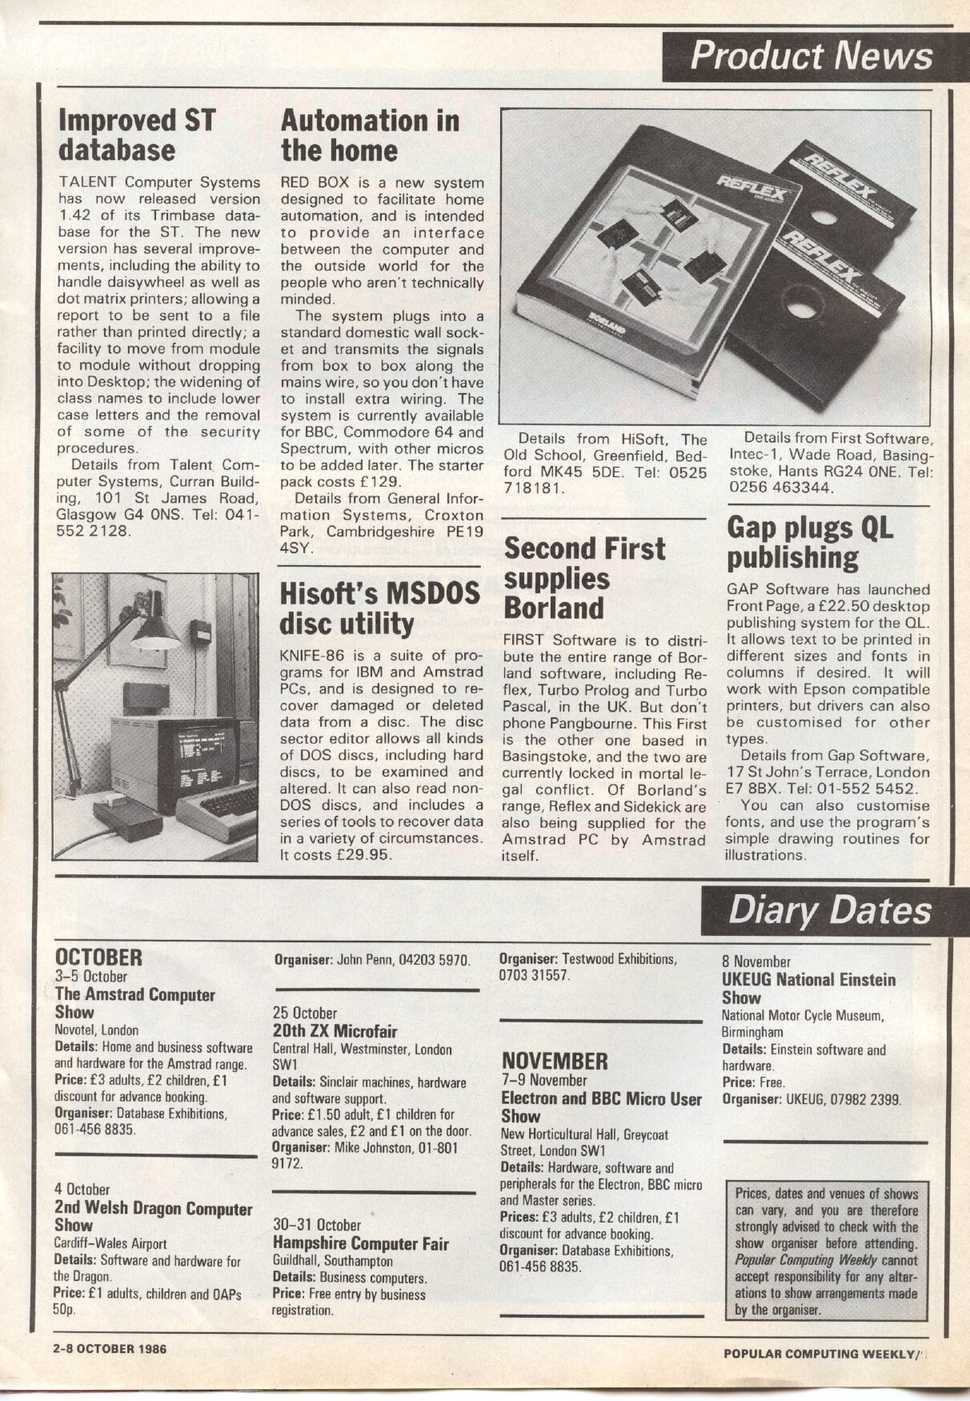 Product News
Improved ST
database
TALENT Computer Systems
has now released version
1.42 of its Trimbase data-
base for the ST. The new
version has several improve-
ments, including the ability to
handle daisywheel as well as
dot matrix printers; allowing a
report to be sent to a file
rather than printed directly; a
facility to move from module
to module without dropping
into Desktop; the widening of
class names to include lower
case letters and the removal
of some of the security
procedures.
Details from Talent Com-
puter Systems, Curran Build-
ing, 101 St James Road,
Glasgow G4 0NS. Tel: 041-
552 2128.
Automation in
the home
RED BOX is a new system
designed to facilitate home
automation, and is intended
to provide an interface
between the computer and
the outside world for the
people who aren't technically
minded.
The system plugs into a
standard domestic wall sock-
et and transmits the signals
from box to box along the
mains wire, so you don't have
to install extra wiring. The
system is currently available
for BBC, Commodore 64 and
Spectrum, with other micros
to be added later. The starter
pack costs £129.
Details from General Infor-
mation Systems, Croxton
Park, Cambridgeshire PE19
4SY.
Hisoft's MSDOS
disc utility
KNIFE-86 is a suite of pro-
grams for IBM and Amstrad
PCs, and is designed to re-
cover damaged or deleted
data from a disc. The disc
sector editor allows all kinds
of DOS discs, including hard
discs, to be examined and
altered. It can also read non-
DOS discs, and includes a
series of tools to recover data
in a variety of circumstances.
It costs £29.95.
REFLEX
BORLAND
REFLEX
REFLEX
Details from HiSoft, The
Old School, Greenfield, Bed-
ford MK45 5DE. Tel: 0525
718181.
Second First
supplies
Borland
FIRST Software is to distri-
bute the entire range of Bor-
land software, including Re-
flex, Turbo Prolog and Turbo
Pascal, in the UK. But don't
phone Pangbourne. This First
is the other one based in
Basingstoke, and the two are
currently locked in mortal le-
gal conflict. Of Borland's
range, Reflex and Sidekick are
also being supplied for the
Amstrad PC by Amstrad
itself.
Details from First Software,
Intec-1, Wade Road, Basing-
stoke, Hants RG24 0NE. Tel:
0256 463344.
Gap plugs QL
publishing
GAP Software has launched
Front Page, a £22.50 desktop
publishing system for the QL.
It allows text to be printed in
different sizes and fonts in
columns if desired. It will
work with Epson compatible
printers, but drivers can also
be customised for other
types.
Details from Gap Software,
17 St John's Terrace, London
E7 8BX. Tel: 01-552 5452.
You can also customise
fonts, and use the program's
simple drawing routines for
illustrations.
Diary Dates
OCTOBER
3–5 October
The Amstrad Computer
Show
Novotel, London
Details: Home and business software
and hardware for the Amstrad range.
Price: £3 adults, £2 children, £1
discount for advance booking.
Organiser: Database Exhibitions,
061-456 8835.
4 October
2nd Welsh Dragon Computer
Show
Cardiff–Wales Airport
Details: Software and hardware for
the Dragon.
Price: £1 adults, children and OAPs
50p.
Organiser: John Penn, 04203 5970.
25 October
20th ZX Microfair
Central Hall, Westminster, London
SW1
Details: Sinclair machines, hardware
and software support.
Price: £1.50 adult, £1 children for
advance sales, £2 and £1 on the door.
Organiser: Mike Johnston, 01-801
9172.
30–31 October
Hampshire Computer Fair
Guildhall, Southampton
Details: Business computers.
Price: Free entry by business
registration.
Organiser: Testwood Exhibitions,
0703 31557.
NOVEMBER
7–9 November
Electron and BBC Micro User
Show
New Horticultural Hall, Greycoat
Street, London SW1
Details: Hardware, software and
peripherals for the Electron, BBC micro
and Master series.
Prices: £3 adults, £2 children, £1
discount for advance booking.
Organiser: Database Exhibitions,
061-456 8835.
8 November
UKEUG National Einstein
Show
National Motor Cycle Museum,
Birmingham
Details: Einstein software and
hardware.
Price: Free.
Organiser: UKEUG, 07982 2399.
Prices, dates and venues of shows
can vary, and you are therefore
strongly advised to check with the
show organiser before attending.
Popular Computing Weekly cannot
accept responsibility for any alter-
ations to show arrangements made
by the organiser.
2–8 OCTOBER 1986
POPULAR COMPUTING WEEKLY/